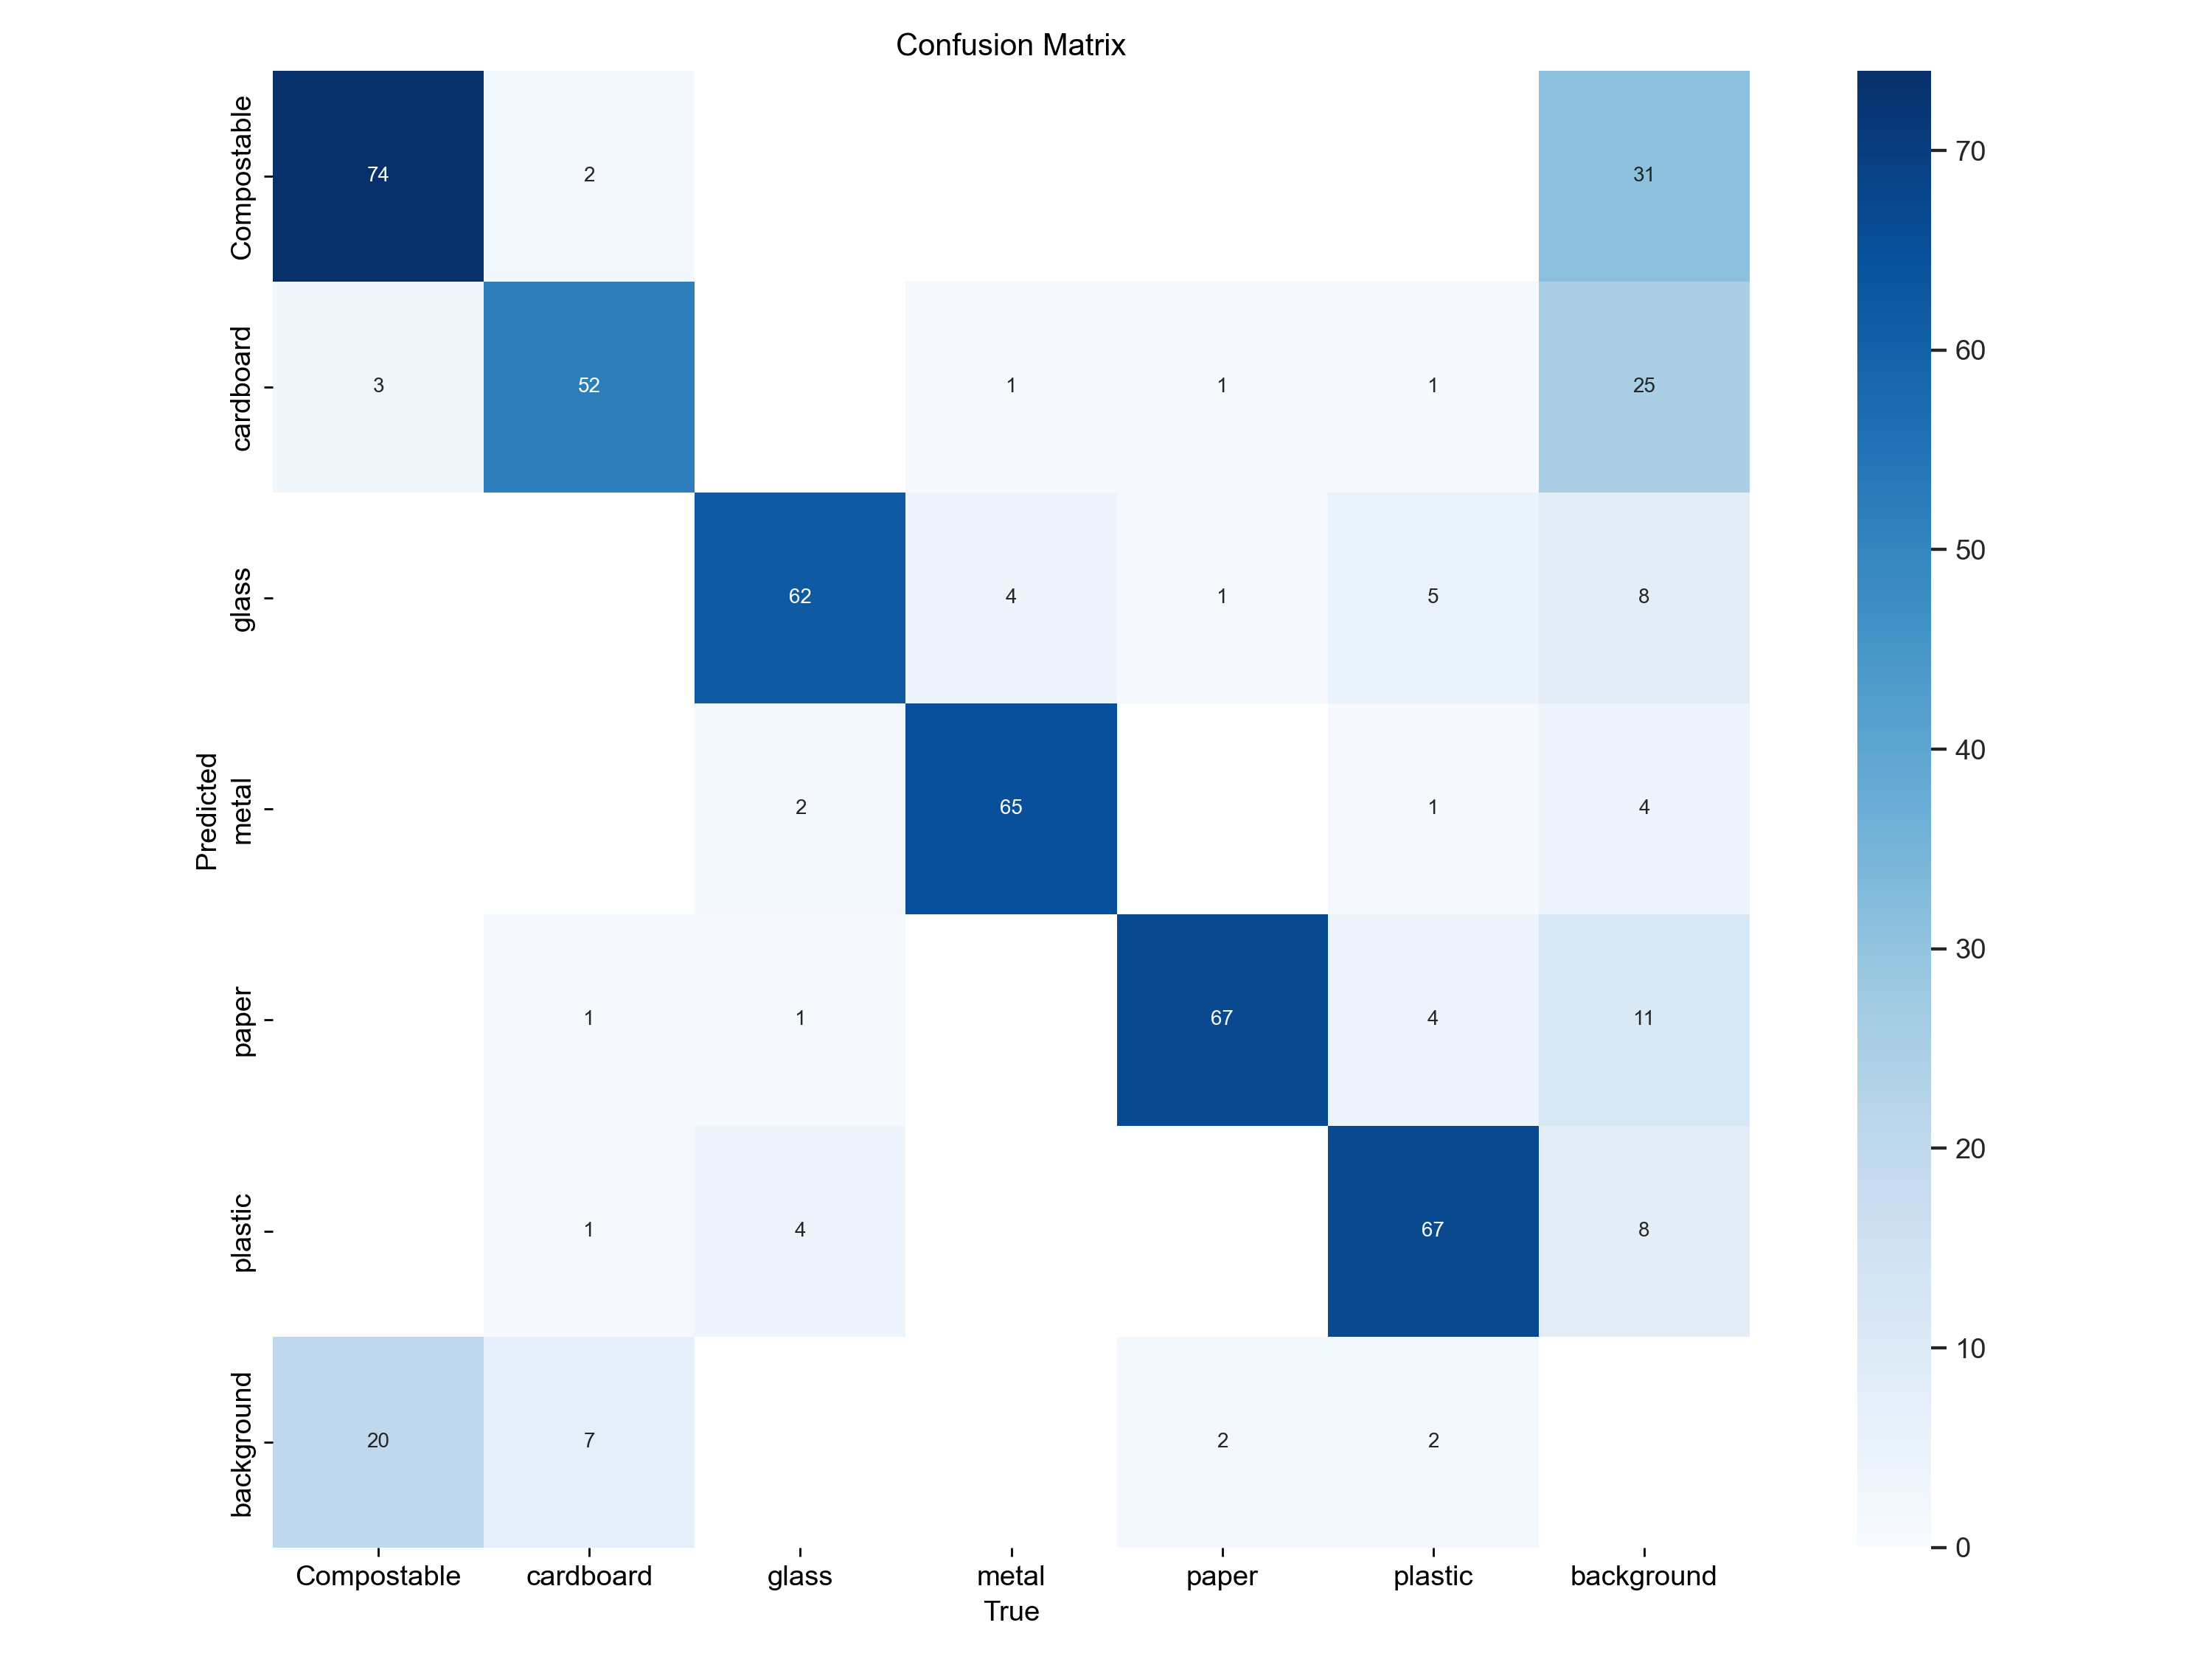 Confusion Matrix
Compostable 74 2 31 70
cardboard 3 52 1 1 1 25 60
50
glass 62 4 1 5 8
40
Predicted
metal 2 65 1 4
30
paper 1 1 67 4 11
20
plastic 1 4 67 8
10
background 20 7 2 2
0
Compostable cardboard glass metal paper plastic background
True